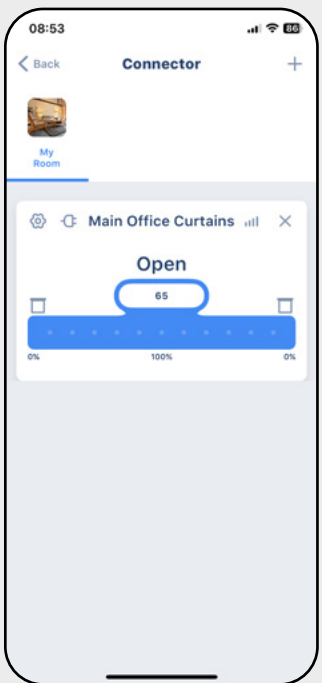 08:53
86
Back
Connector
+
My
Room
Main Office Curtains
Open
65
0%
100%
0%